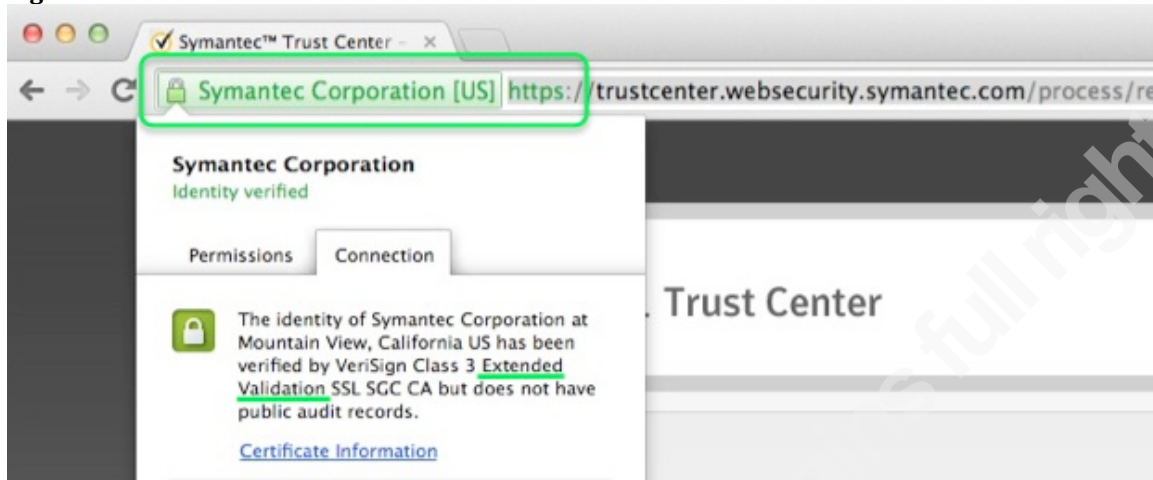 Symantec™ Trust Center –
Symantec Corporation [US] https://trustcenter.websecurity.symantec.com/process/re
Symantec Corporation
Identity verified
Permissions Connection
Trust Center
The identity of Symantec Corporation at
Mountain View, California US has been
verified by VeriSign Class 3 Extended
Validation SSL SGC CA but does not have
public audit records.
Certificate Information